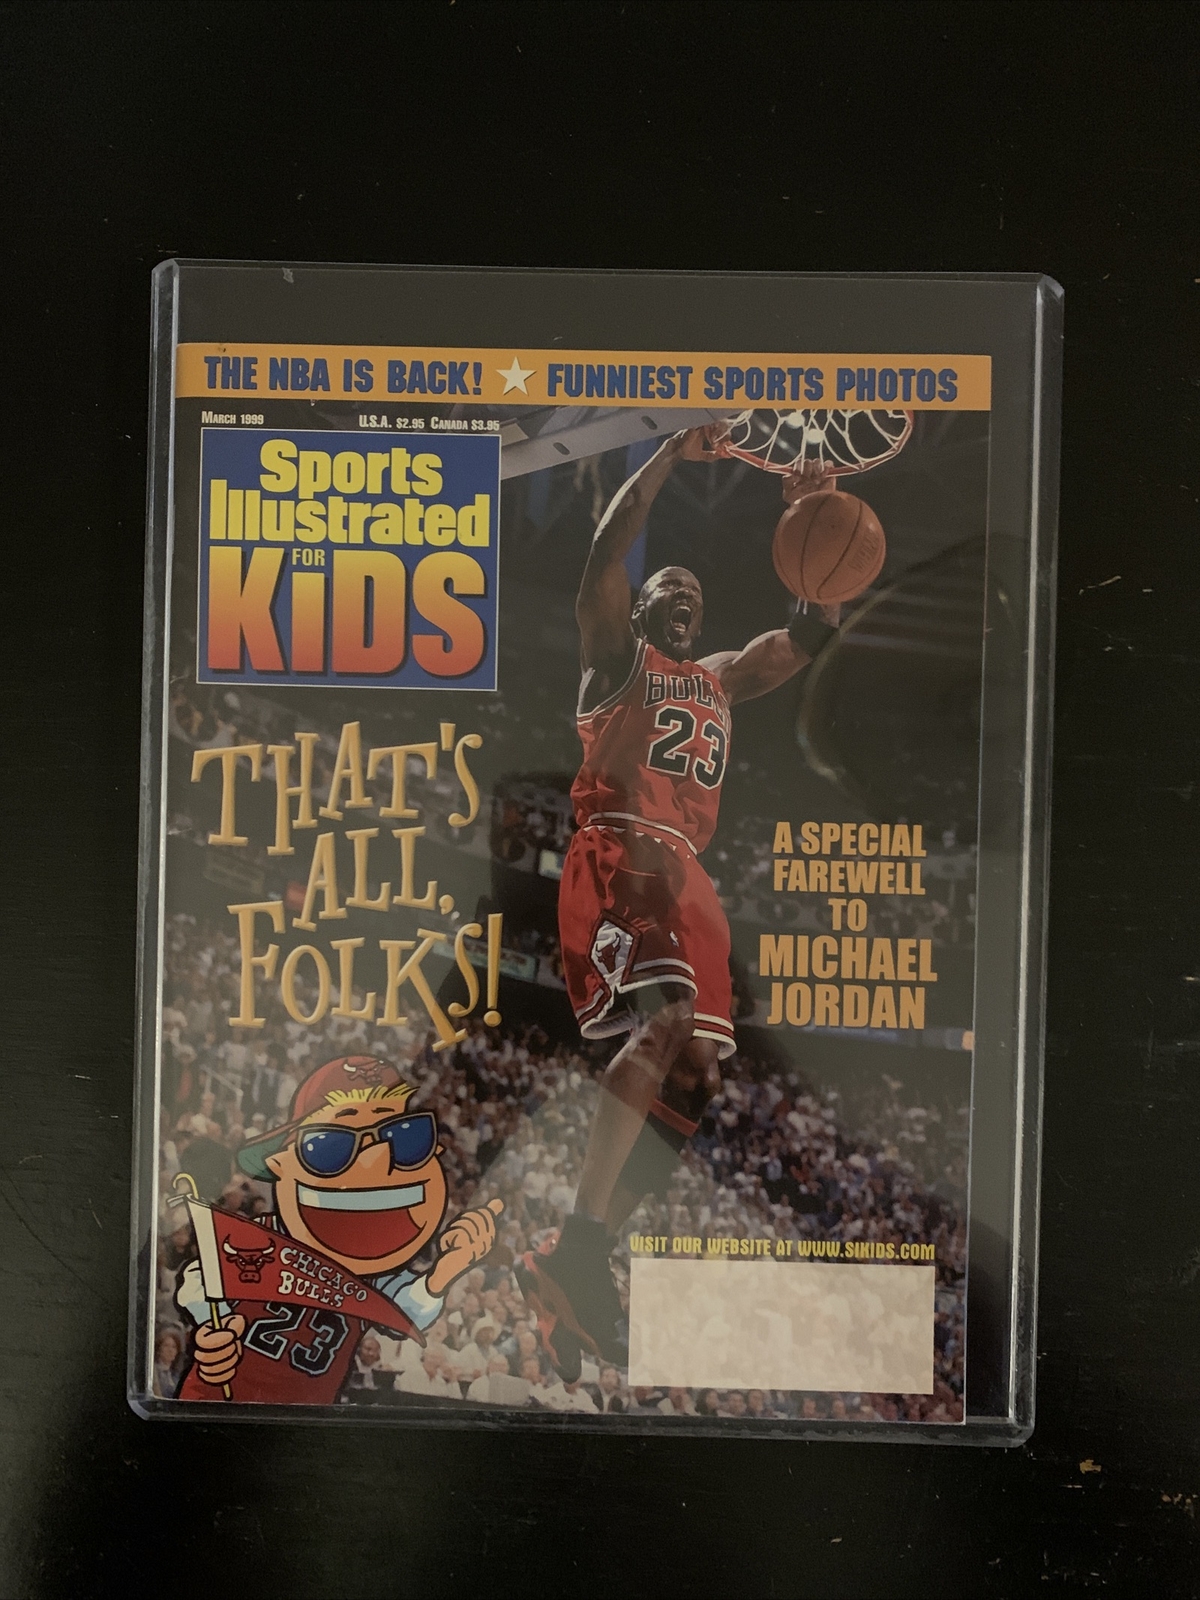 THE NBA IS BACK! ★ FUNNIEST SPORTS PHOTOS
MARCH 1999 U.S.A. $2.95 CANADA $3.95
Sports
Illustrated
FOR
KiDS
THAT'S
ALL,
FOLKS!
BULLS
23
A SPECIAL
FAREWELL
TO
MICHAEL
JORDAN
CHICAGO
BULLS
23
VISIT OUR WEBSITE AT WWW.SIKIDS.COM